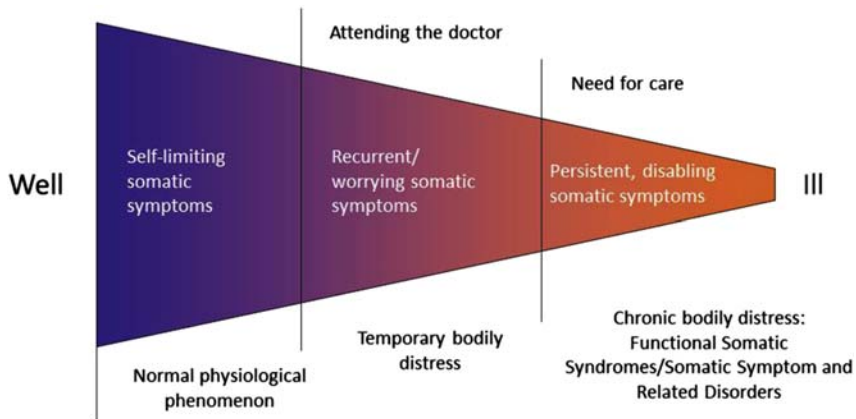 Attending the doctor
Need for care
Well
Self-limiting
somatic
symptoms
Recurrent/
worrying somatic
symptoms
Persistent, disabling
somatic symptoms
Ill
Normal physiological
phenomenon
Temporary bodily
distress
Chronic bodily distress:
Functional Somatic
Syndromes/Somatic Symptom and
Related Disorders